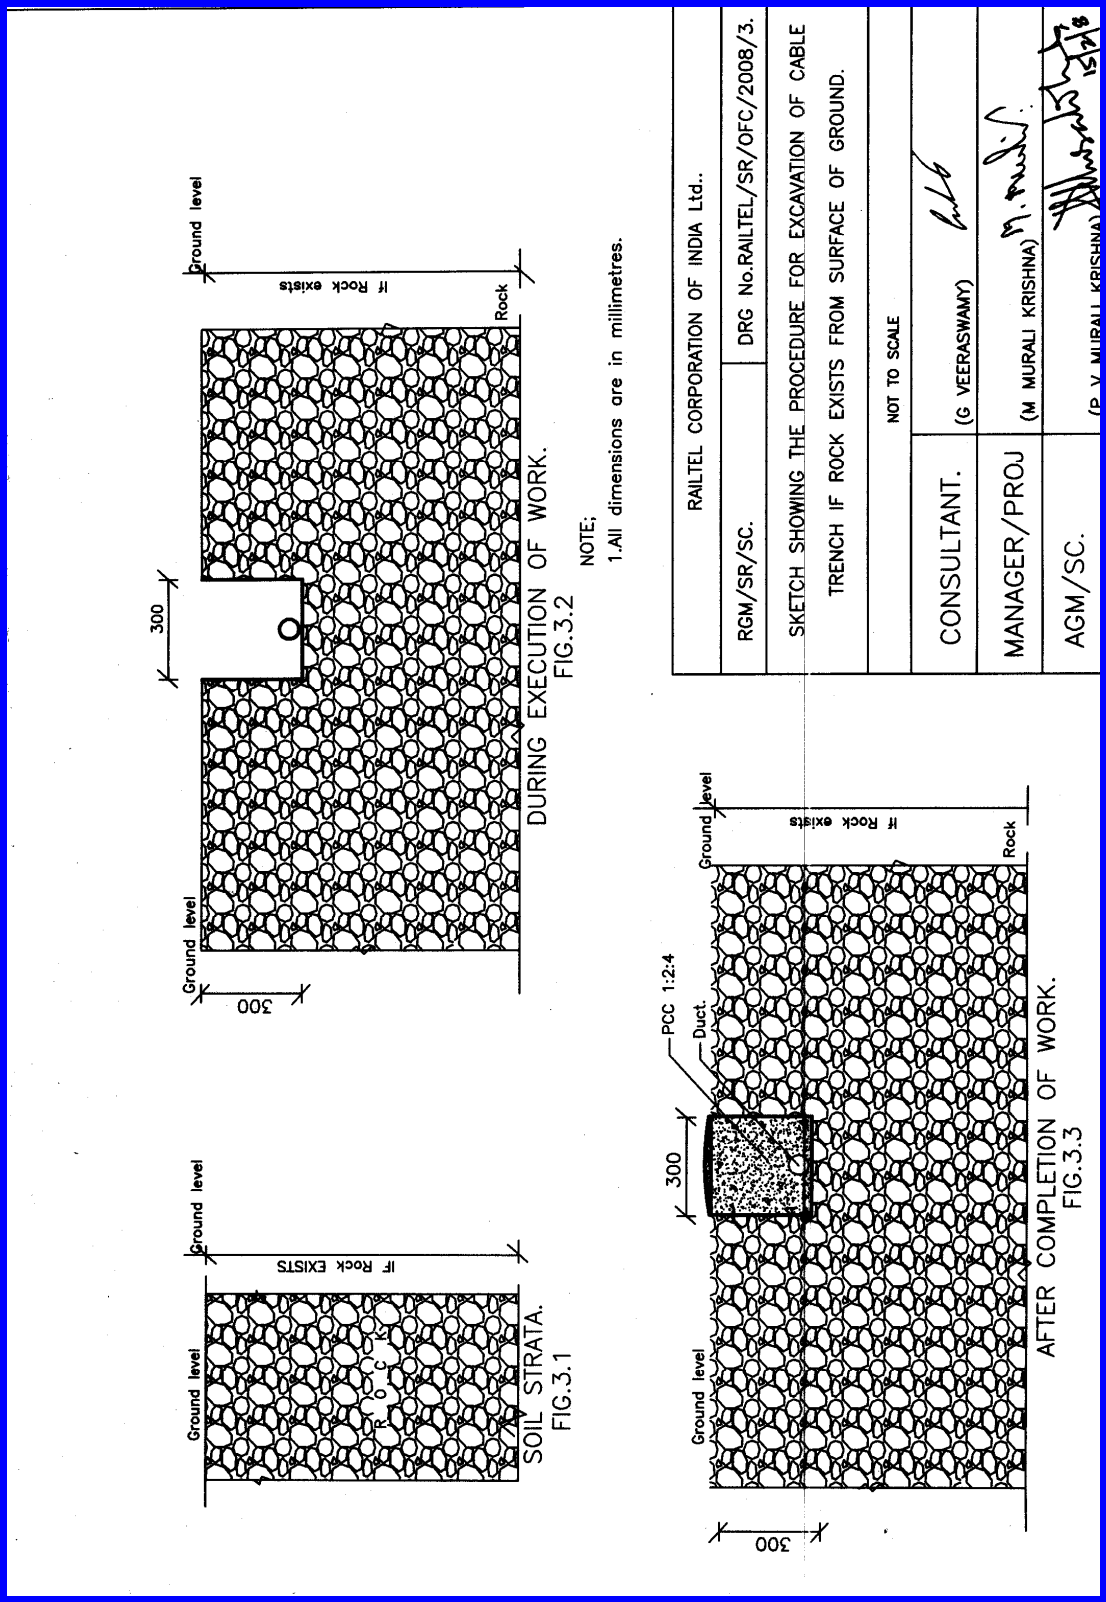 Ground level
Ground level
IF Rock EXISTS
R O C K
SOIL STRATA.
FIG.3.1
300
Ground level
Ground level
300
If Rock exists
Rock
DURING EXECUTION OF WORK.
FIG.3.2
NOTE;
1.All dimensions are in millimetres.
300
PCC 1:2:4
Duct.
Ground level
Ground level
300
If Rock exists
Rock
AFTER COMPLETION OF WORK.
FIG.3.3
RAILTEL CORPORATION OF INDIA Ltd..
RGM/SR/SC. DRG No.RAILTEL/SR/OFC/2008/3.
SKETCH SHOWING THE PROCEDURE FOR EXCAVATION OF CABLE
TRENCH IF ROCK EXISTS FROM SURFACE OF GROUND.
NOT TO SCALE
CONSULTANT. (G VEERASWAMY)
MANAGER/PROJ (M MURALI KRISHNA)
AGM/SC. (P V MURALI KRISHNA) 15/2/8